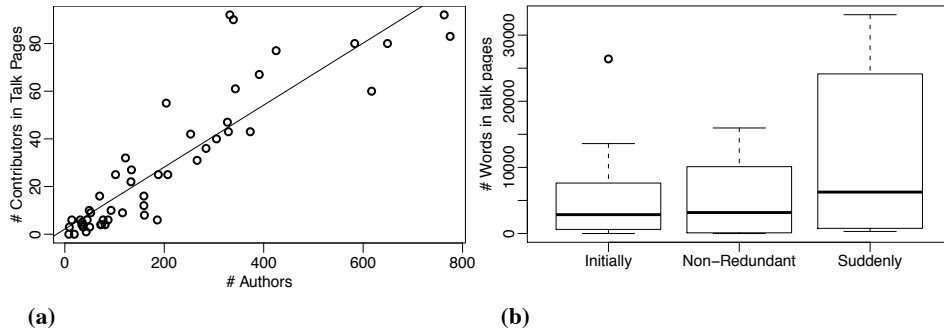 # Contributors in Talk Pages
80
60
40
20
0
0 200 400 600 800
# Authors
(a)
# Words in talk pages
30000
20000
10000
0
Initially Non-Redundant Suddenly
(b)